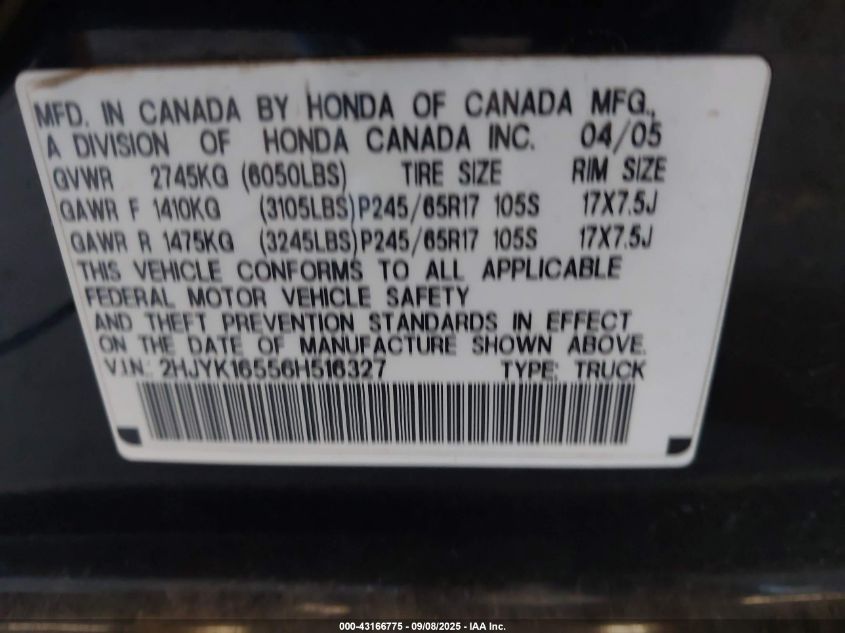 MFD. IN CANADA BY HONDA OF CANADA MFG.,
A DIVISION OF HONDA CANADA INC. 04/05
GVWR 2745KG (6050LBS) TIRE SIZE RIM SIZE
GAWR F 1410KG (3105LBS) P245/65R17 105S 17X7.5J
GAWR R 1475KG (3245LBS) P245/65R17 105S 17X7.5J
THIS VEHICLE CONFORMS TO ALL APPLICABLE
FEDERAL MOTOR VEHICLE SAFETY
AND THEFT PREVENTION STANDARDS IN EFFECT
ON THE DATE OF MANUFACTURE SHOWN ABOVE.
V.I.N.: 2HJYK16556H516327 TYPE: TRUCK
000-43166775 - 09/08/2025 - IAA Inc.